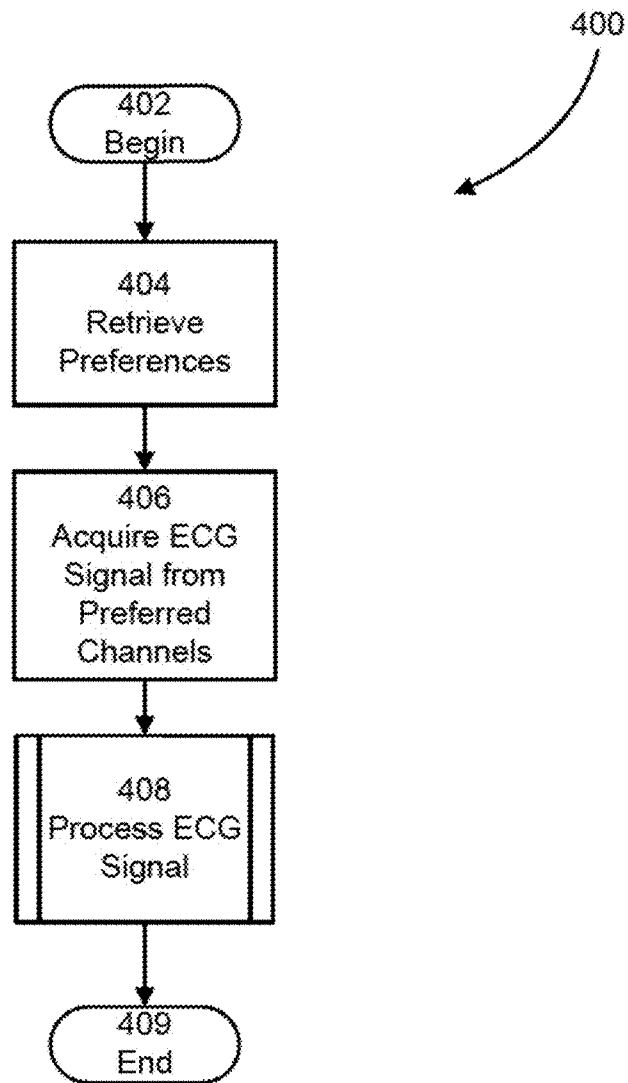 400
402
Begin
404
Retrieve
Preferences
406
Acquire ECG
Signal from
Preferred
Channels
408
Process ECG
Signal
409
End